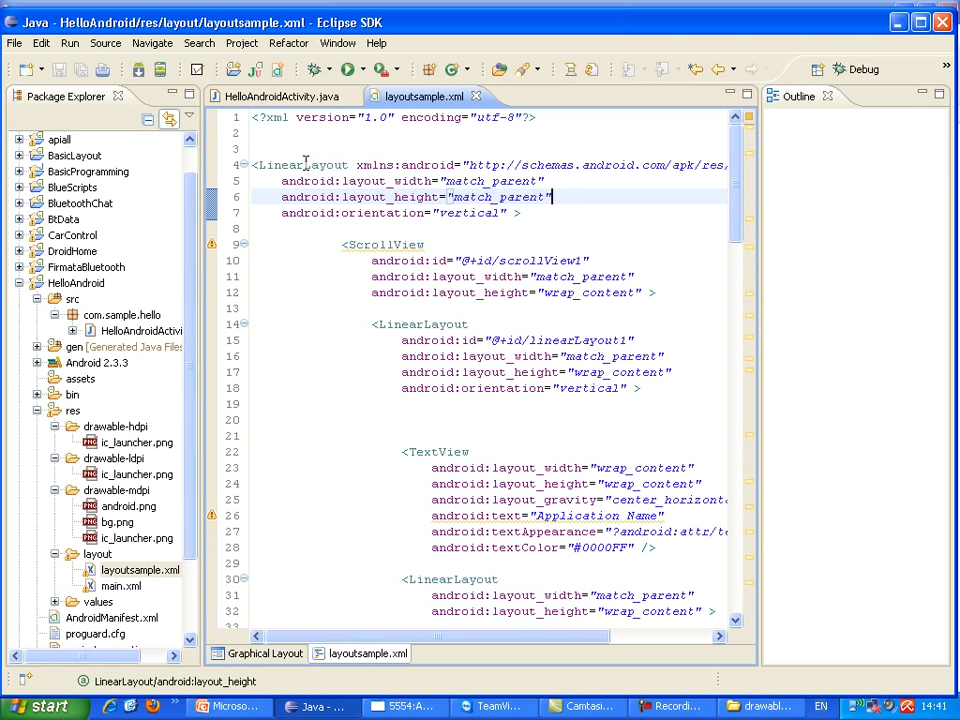 Java - HelloAndroid/res/layout/layoutsample.xml - Eclipse SDK
File Edit Run Source Navigate Search Project Refactor Window Help
Debug
Package Explorer
HelloAndroidActivity.java
layoutsample.xml
Outline
apiall
BasicLayout
BasicProgramming
BlueScripts
BluetoothChat
BtData
CarControl
DroidHome
FirmataBluetooth
HelloAndroid
src
com.sample.hello
HelloAndroidActivi
gen [Generated Java Files
Android 2.3.3
assets
bin
res
drawable-hdpi
ic_launcher.png
drawable-ldpi
ic_launcher.png
drawable-mdpi
android.png
bg.png
ic_launcher.png
layout
layoutsample.xml
main.xml
values
AndroidManifest.xml
proguard.cfg
1 <?xml version="1.0" encoding="utf-8"?>
2
3
4 <LinearLayout xmlns:android="http://schemas.android.com/apk/res,
5 android:layout_width="match_parent"
6 android:layout_height="match_parent"
7 android:orientation="vertical" >
8
9 <ScrollView
10 android:id="@+id/scrollView1"
11 android:layout_width="match_parent"
12 android:layout_height="wrap_content" >
13
14 <LinearLayout
15 android:id="@+id/linearLayout1"
16 android:layout_width="match_parent"
17 android:layout_height="wrap_content"
18 android:orientation="vertical" >
19
20
21
22 <TextView
23 android:layout_width="wrap_content"
24 android:layout_height="wrap_content"
25 android:layout_gravity="center_horizonta
26 android:text="Application Name"
27 android:textAppearance="?android:attr/te
28 android:textColor="#0000FF" />
29
30 <LinearLayout
31 android:layout_width="match_parent"
32 android:layout_height="wrap_content" >
33
Graphical Layout
layoutsample.xml
LinearLayout/android:layout_height
start
Microso...
Java - ...
5554:A...
TeamVi...
Camtasi...
Recordi...
drawabl...
EN
14:41